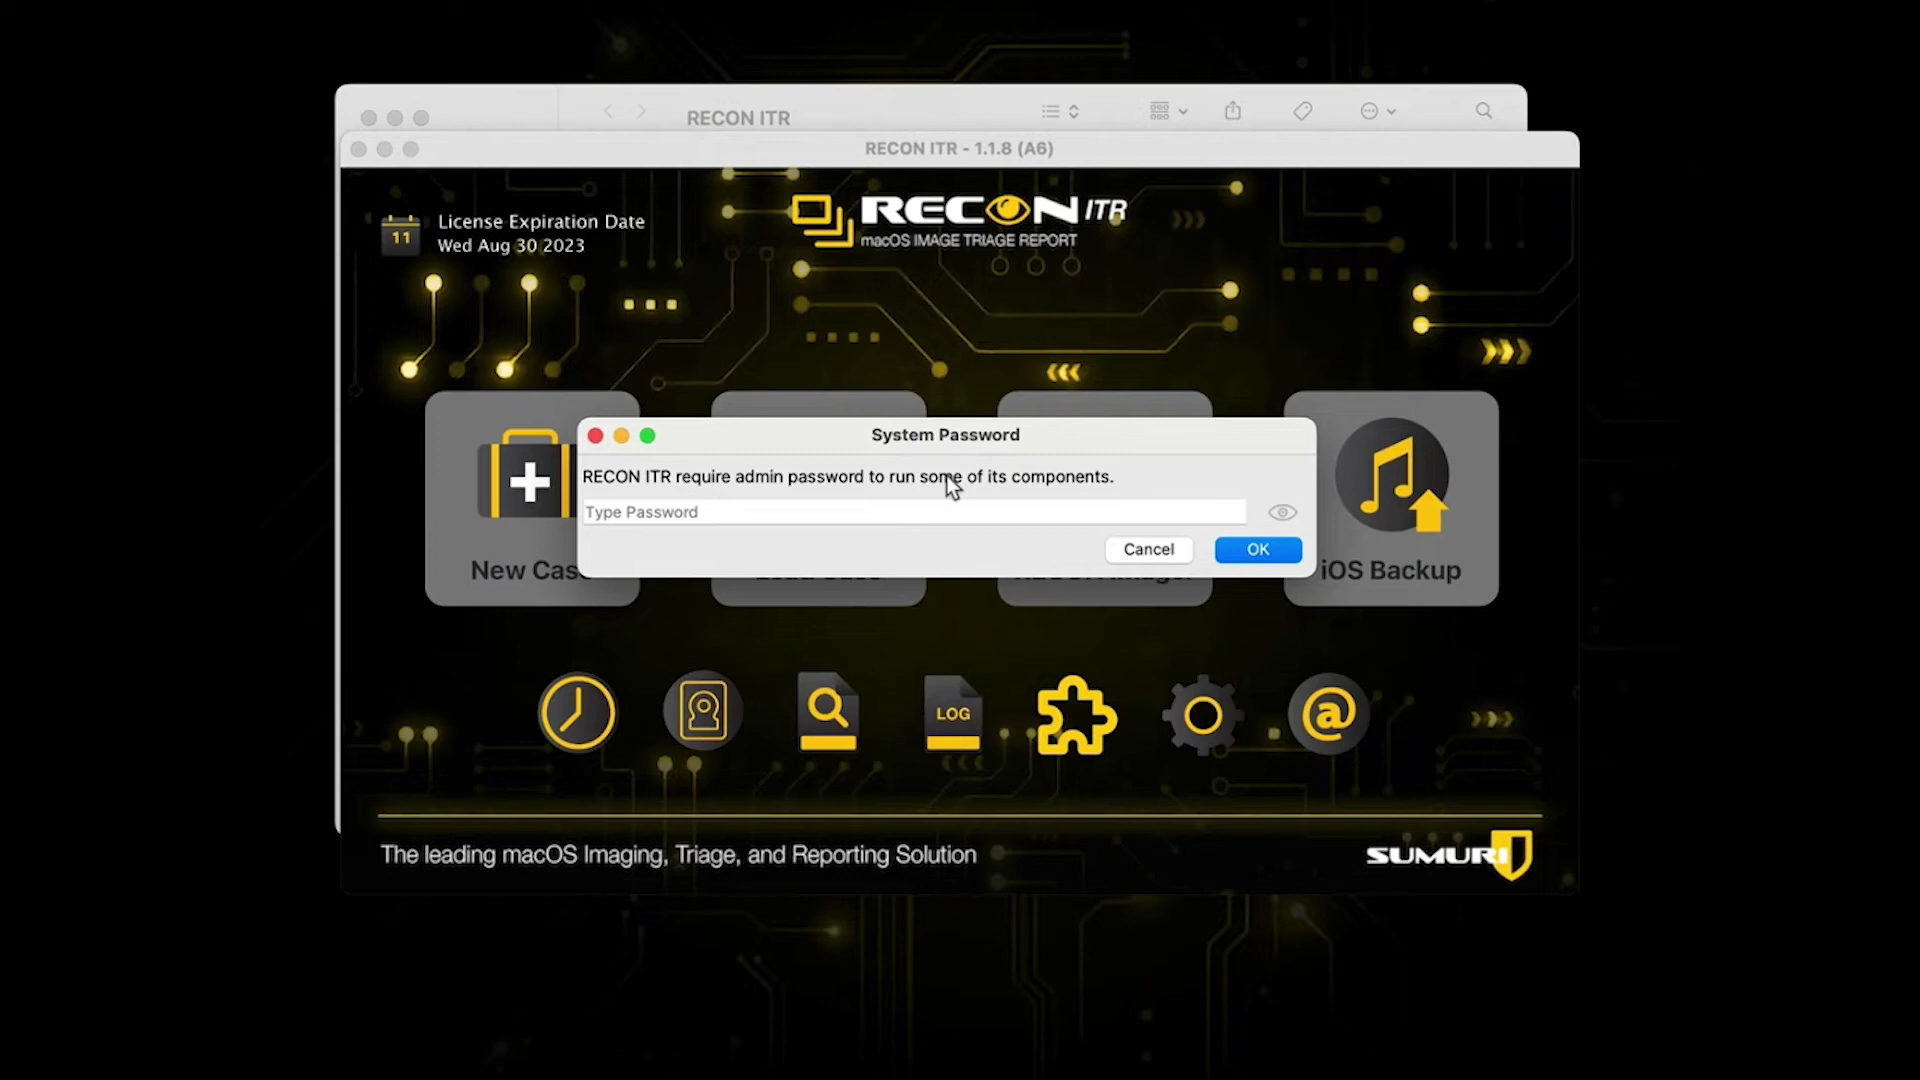 RECON ITR
RECON ITR - 1.1.8 (A6)
11
License Expiration Date
Wed Aug 30 2023
RECON ITR
macOS IMAGE TRIAGE REPORT
System Password
RECON ITR require admin password to run some of its components.
Type Password
Cancel
OK
New Case
iOS Backup
LOG
@
The leading macOS Imaging, Triage, and Reporting Solution
SUMURI